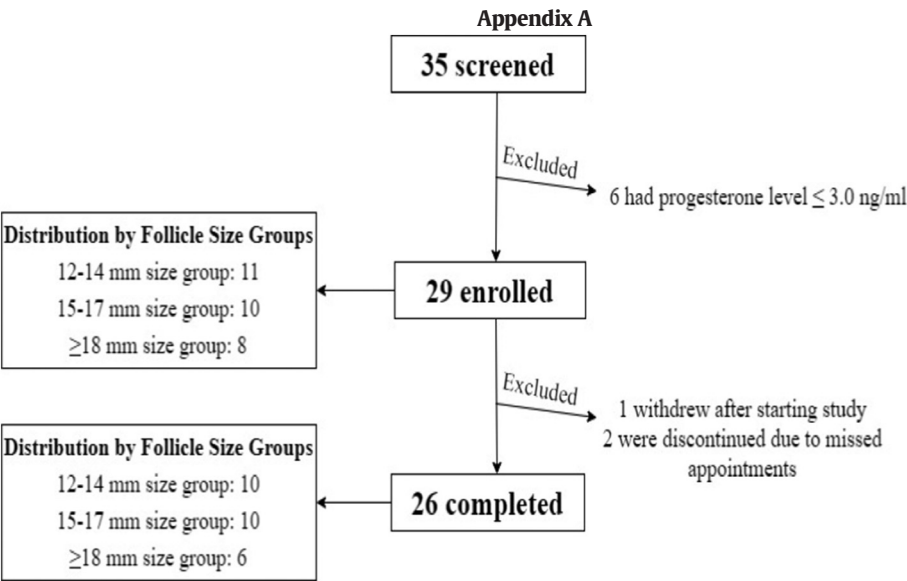 Appendix A
35 screened
Excluded
6 had progesterone level ≤ 3.0 ng/ml
Distribution by Follicle Size Groups
12-14 mm size group: 11
15-17 mm size group: 10
≥18 mm size group: 8
29 enrolled
Excluded
1 withdrew after starting study
2 were discontinued due to missed
appointments
Distribution by Follicle Size Groups
12-14 mm size group: 10
15-17 mm size group: 10
≥18 mm size group: 6
26 completed